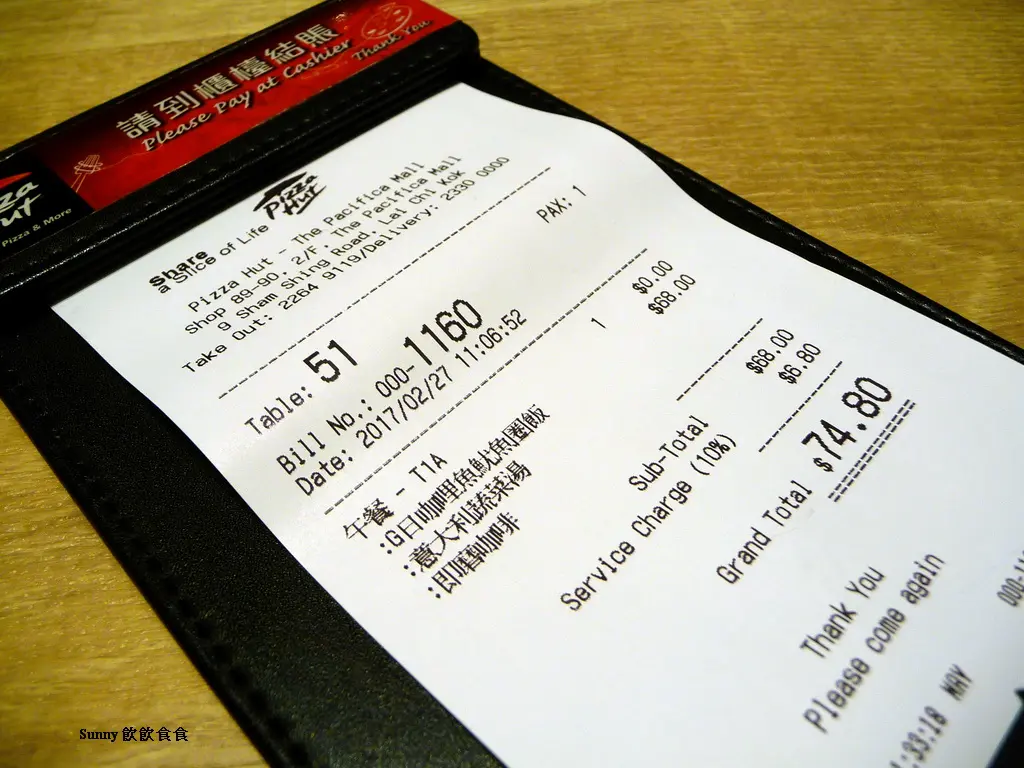 請到櫃檯結賬
Please Pay at Cashier
Thank You
Pizza & More
Pizza Hut
Share
a Slice of Life
Pizza Hut - The Pacifica Mall
Shop 89-90, 2/F, The Pacifica Mall
9 Sham Shing Road, Lai Chi Kok
Take Out: 2264 9119/Delivery: 2330 0000
PAX: 1
Table: 51
Bill No.: 000-1160
Date: 2017/02/27 11:06:52
午餐 - T1A 1 $0.00
:G日咖喱魚魷魚圈飯 $68.00
:意大利蔬菜湯
:即磨咖啡
Sub-Total $68.00
Service Charge (10%) $6.80
Grand Total $74.80
Thank You
Please come again
:33:18 MAY
Sunny 飲飲食食